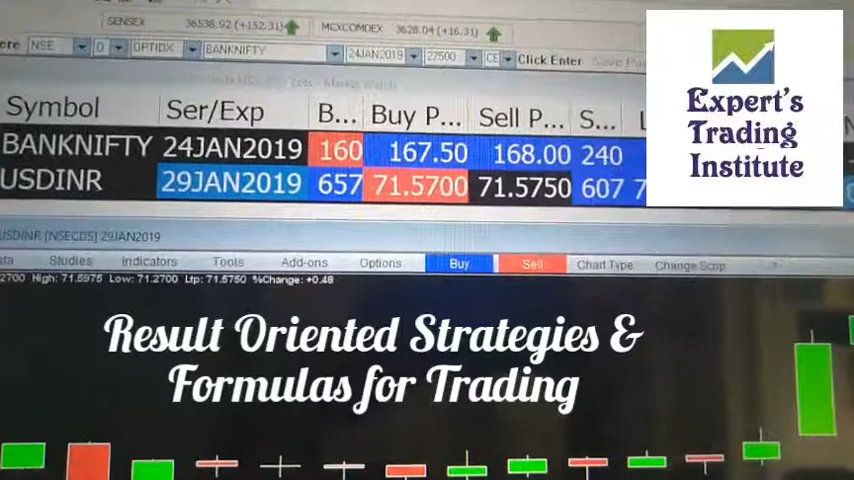 SENSEX 36538.92 (+152.31) MCXCOMDEX 3628.04 (+16.31)
NSE 0 OPTIDX BANKNIFTY 24JAN2019 27500 CE Click Enter
Market Watch
Symbol Ser/Exp B... Buy P... Sell P... S...
BANKNIFTY 24JAN2019 160 167.50 168.00 240
USDINR 29JAN2019 657 71.5700 71.5750 607 7
Expert's
Trading
Institute
USDINR [NSECDS] 29JAN2019
Studies Indicators Tools Add-ons Options Buy Sell Chart Type Change Scrip
2700 High: 71.5975 Low: 71.2700 Ltp: 71.5750 %Change: +0.48
Result Oriented Strategies &
Formulas for Trading